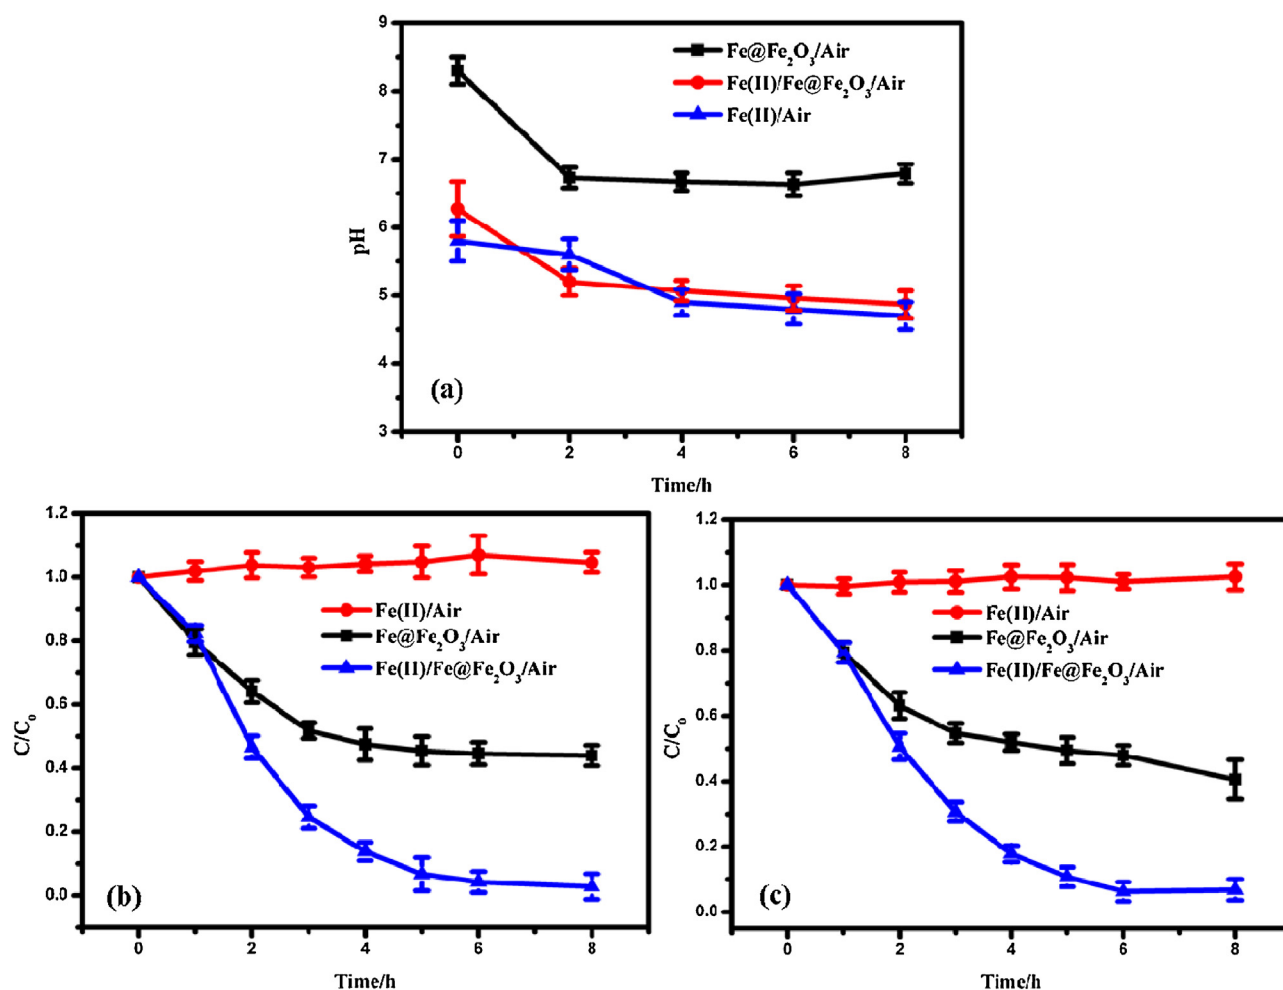 9
8
7
6
5
4
3
pH
Fe@Fe₂O₃/Air
Fe(II)/Fe@Fe₂O₃/Air
Fe(II)/Air
(a)
0 2 4 6 8
Time/h
1.2
1.0
0.8
0.6
0.4
0.2
0.0
C/C₀
Fe(II)/Air
Fe@Fe₂O₃/Air
Fe(II)/Fe@Fe₂O₃/Air
(b)
0 2 4 6 8
Time/h
1.2
1.0
0.8
0.6
0.4
0.2
0.0
C/C₀
Fe(II)/Air
Fe@Fe₂O₃/Air
Fe(II)/Fe@Fe₂O₃/Air
(c)
0 2 4 6 8
Time/h